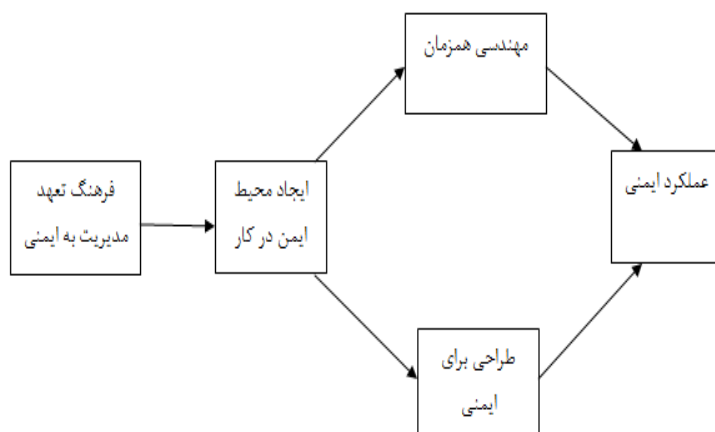 مهندسی همزمان
فرهنگ تعهد
مدیریت به ایمنی
ایجاد محیط
ایمن در کار
عملکرد ایمنی
طراحی برای
ایمنی